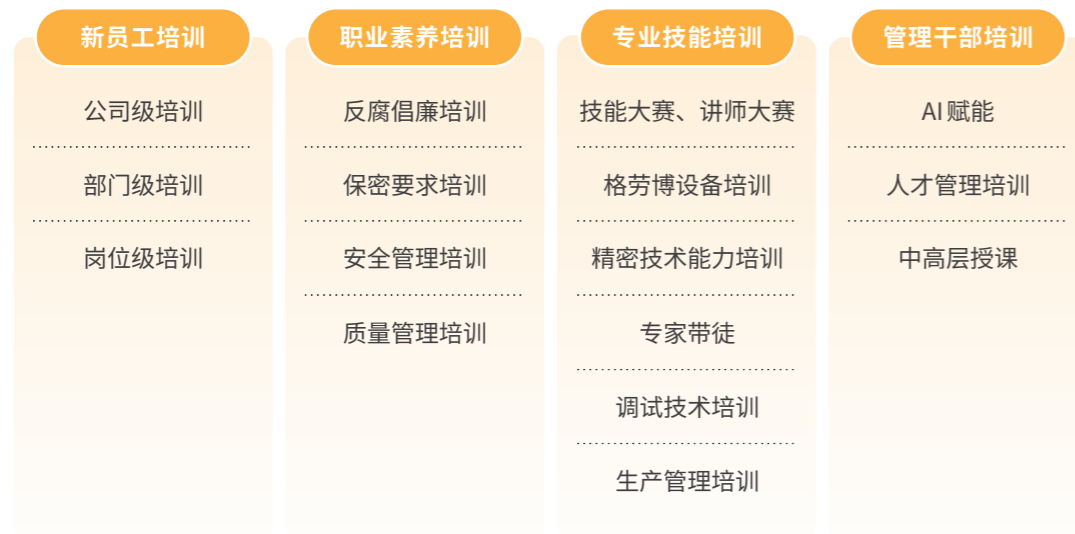 新员工培训
公司级培训
部门级培训
岗位级培训
职业素养培训
反腐倡廉培训
保密要求培训
安全管理培训
质量管理培训
专业技能培训
技能大赛、讲师大赛
格劳博设备培训
精密技术能力培训
专家带徒
调试技术培训
生产管理培训
管理干部培训
AI赋能
人才管理培训
中高层授课